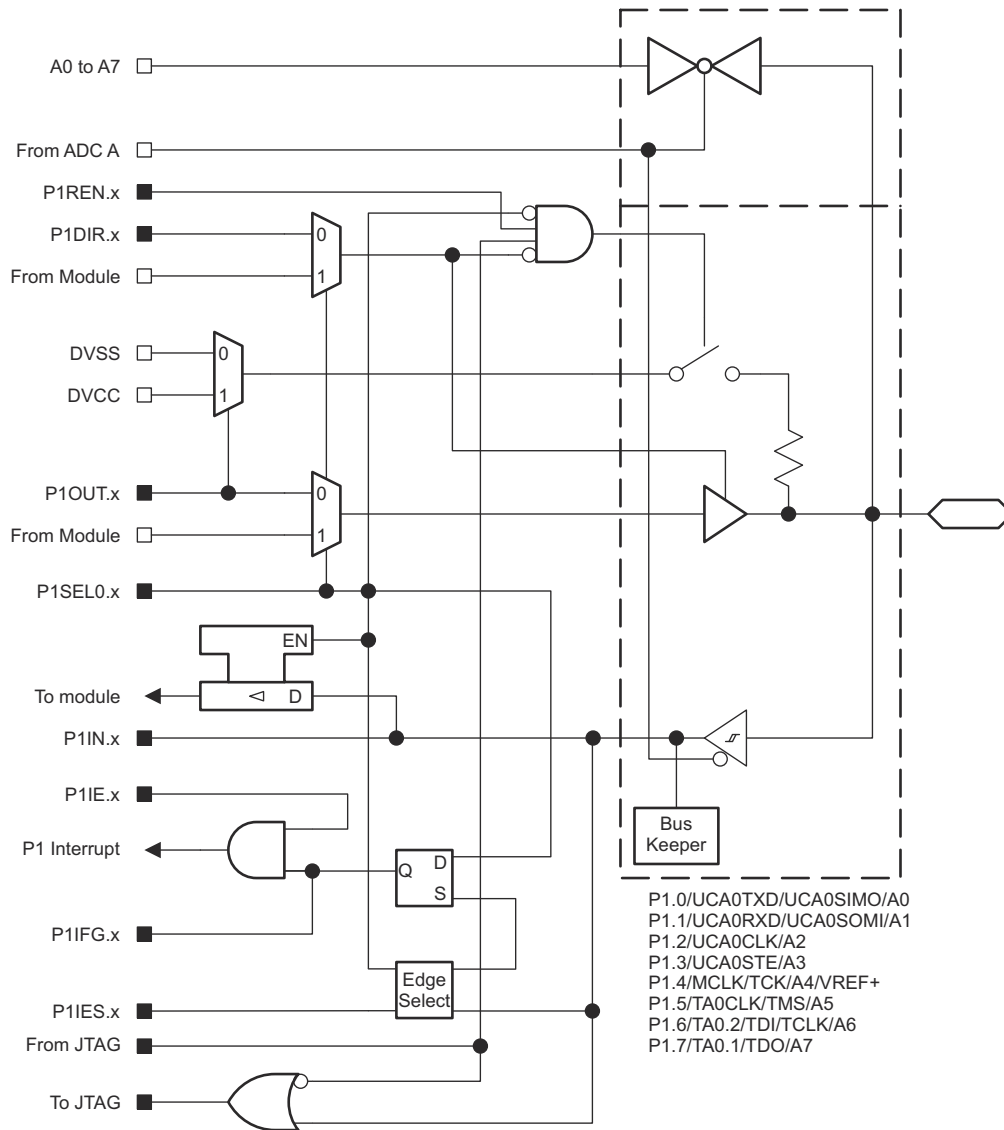 A0 to A7
From ADC A
P1REN.x
P1DIR.x
0
From Module
1
DVSS
0
DVCC
1
P1OUT.x
0
From Module
1
P1SEL0.x
EN
To module
D
P1IN.x
P1IE.x
Bus
Keeper
P1 Interrupt
Q
D
S
P1IFG.x
Edge
Select
P1IES.x
From JTAG
To JTAG
P1.0/UCA0TXD/UCA0SIMO/A0
P1.1/UCA0RXD/UCA0SOMI/A1
P1.2/UCA0CLK/A2
P1.3/UCA0STE/A3
P1.4/MCLK/TCK/A4/VREF+
P1.5/TA0CLK/TMS/A5
P1.6/TA0.2/TDI/TCLK/A6
P1.7/TA0.1/TDO/A7